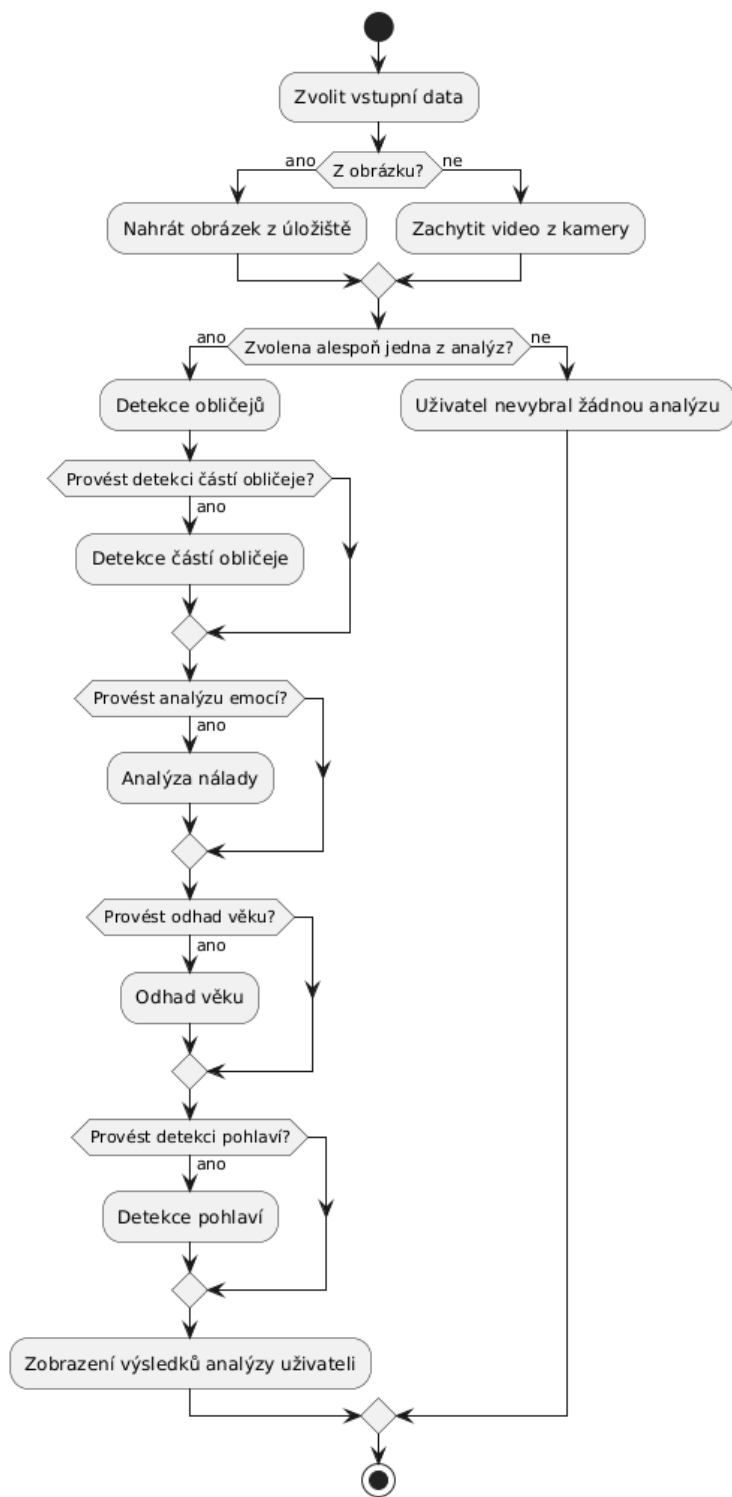 Zvolit vstupní data
ano
Z obrázku?
ne
Nahrát obrázek z úložiště
Zachytit video z kamery
ano
Zvolena alespoň jedna z analýz?
ne
Detekce obličejů
Uživatel nevybral žádnou analýzu
Provést detekci částí obličeje?
ano
Detekce částí obličeje
Provést analýzu emocí?
ano
Analýza nálady
Provést odhad věku?
ano
Odhad věku
Provést detekci pohlaví?
ano
Detekce pohlaví
Zobrazení výsledků analýzy uživateli